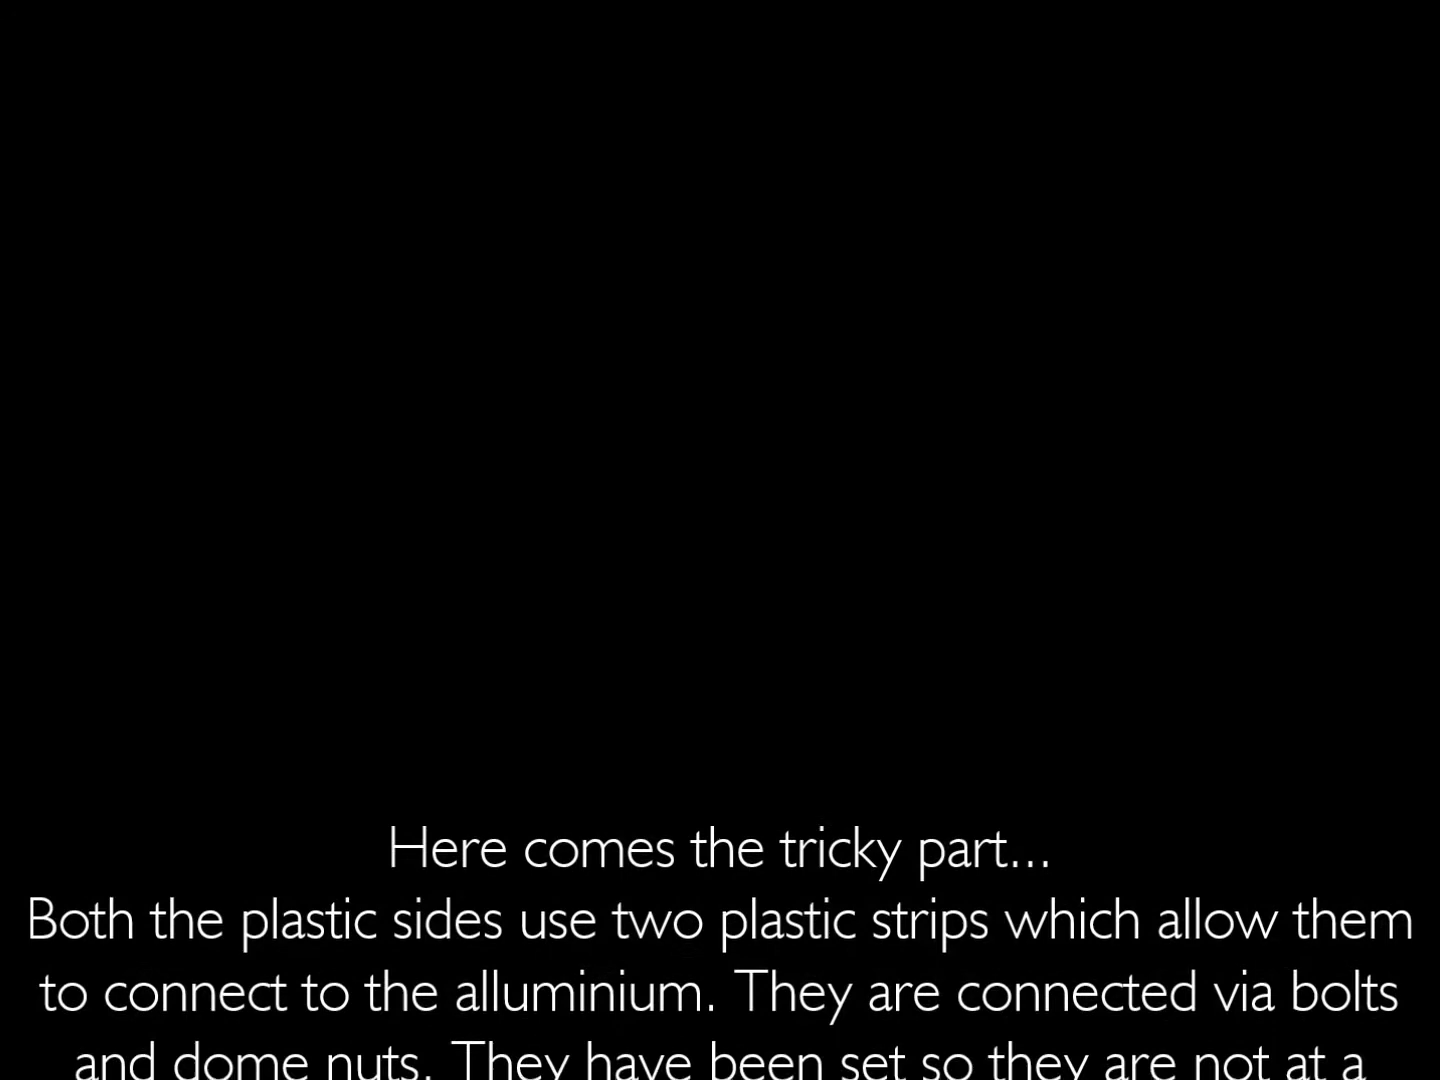 Here comes the tricky part...
Both the plastic sides use two plastic strips which allow them
to connect to the alluminium. They are connected via bolts
and dome nuts. They have been set so they are not at a